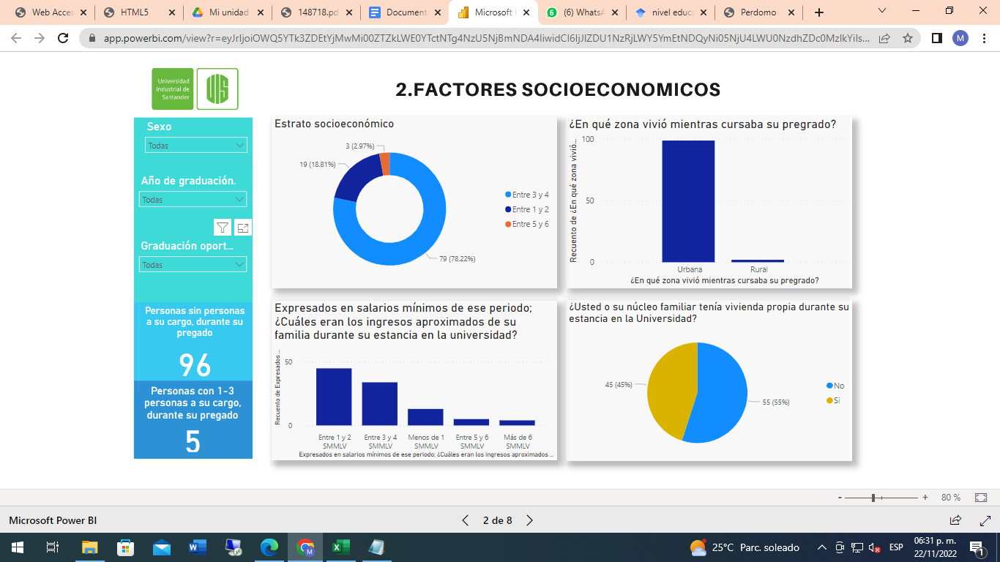 Web Acces
HTML5
Mi unidad
148718.pd
Document
Microsoft
(6) WhatsA
nivel educa
Perdomo
app.powerbi.com/view?r=eyJrIjoiOWQ5YTk3ZDEtYjMwMi00ZTZkLWE0YTctNTg4NzU5NjBmNDA4IiwidCI6IjJlZDU1NzRjLWY5YmEtNDQyNi05NjU4LWU0NzdhZDc0MzlkYiIs...
M
Universidad
Industrial de
Santander
UIS
2.FACTORES SOCIOECONOMICOS
Sexo
Todas
Año de graduación.
Todas
Graduación oport...
Todas
Personas sin personas
a su cargo, durante su
pregado
96
Personas con 1-3
personas a su cargo,
durante su pregado
5
Estrato socioeconómico
3 (2.97%)
19 (18.81%)
79 (78.22%)
Entre 3 y 4
Entre 1 y 2
Entre 5 y 6
¿En qué zona vivió mientras cursaba su pregrado?
Recuento de ¿En qué zona vivió...
100
50
0
Urbana
Rural
¿En qué zona vivió mientras cursaba su pregrado?
Expresados en salarios mínimos de ese periodo;
¿Cuáles eran los ingresos aproximados de su
familia durante su estancia en la universidad?
Recuento de Expresados ...
50
0
Entre 1 y 2
SMMLV
Entre 3 y 4
SMMLV
Menos de 1
SMMLV
Entre 5 y 6
SMMLV
Más de 6
SMMLV
Expresados en salarios mínimos de ese periodo; ¿Cuáles eran los ingresos aproximados ...
¿Usted o su núcleo familiar tenía vivienda propia durante su
estancia en la Universidad?
45 (45%)
55 (55%)
No
Si
- + 80 %
Microsoft Power BI
2 de 8
25°C Parc. soleado
ESP
06:31 p. m.
22/11/2022
1